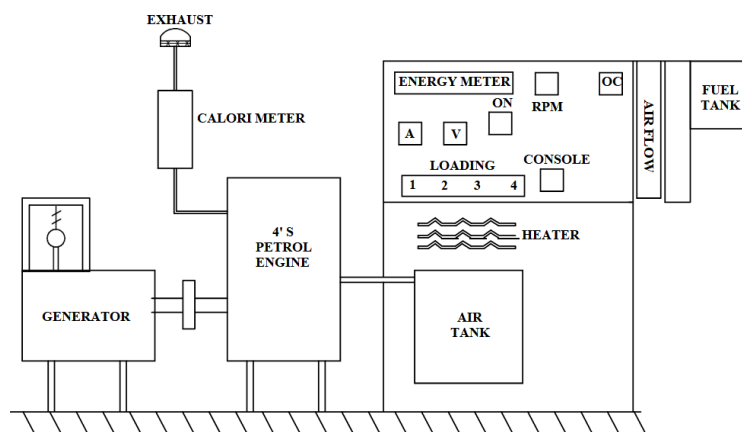 EXHAUST
CALORI METER
ENERGY METER
ON
RPM
OC
A
V
LOADING
1 2 3 4
CONSOLE
AIR FLOW
FUEL
TANK
4' S
PETROL
ENGINE
HEATER
GENERATOR
AIR
TANK